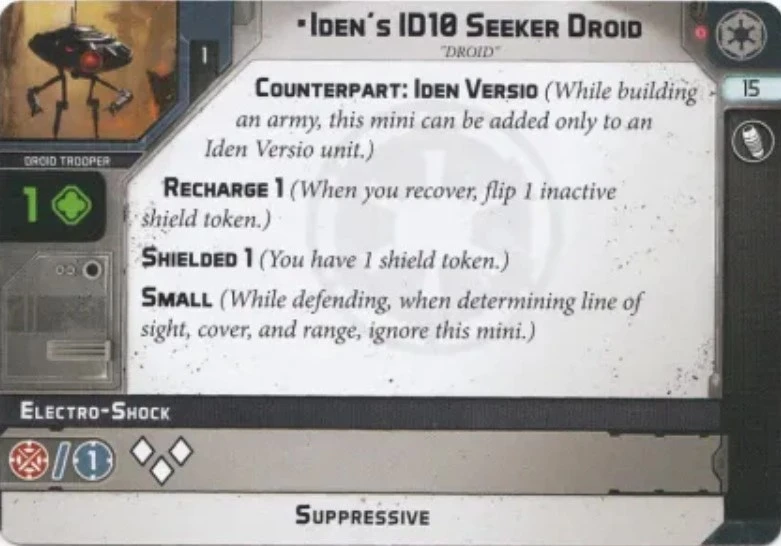 •Iden's ID10 Seeker Droid
"DROID"
1
15
Counterpart: Iden Versio (While building
an army, this mini can be added only to an
Iden Versio unit.)
DROID TROOPER
1
Recharge 1 (When you recover, flip 1 inactive
shield token.)
Shielded 1 (You have 1 shield token.)
Small (While defending, when determining line of
sight, cover, and range, ignore this mini.)
Electro-Shock
/ 1
Suppressive